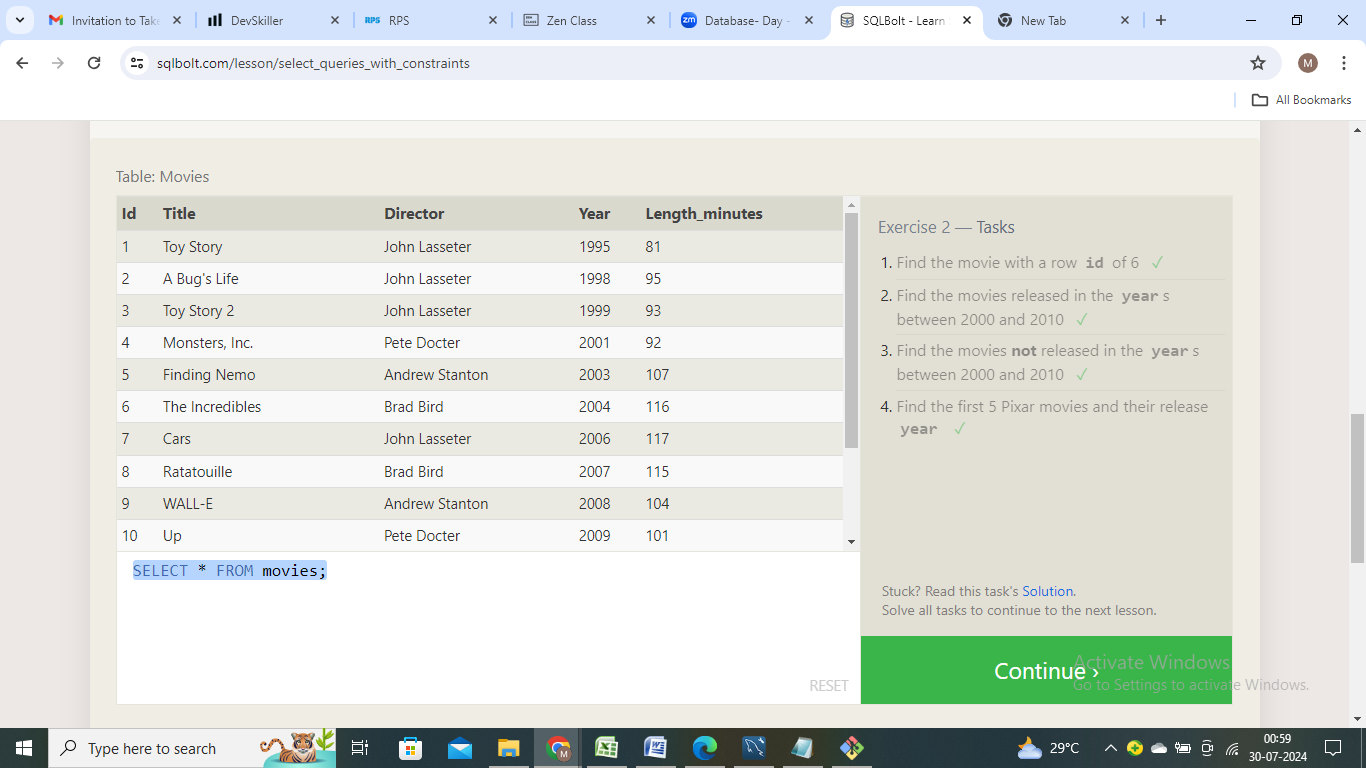 Invitation to Take
DevSkiller
RPS RPS
Zen Class
zm Database- Day -
SQLBolt - Learn
New Tab
sqlbolt.com/lesson/select_queries_with_constraints
M
All Bookmarks
Table: Movies
Id Title Director Year Length_minutes
1 Toy Story John Lasseter 1995 81
2 A Bug's Life John Lasseter 1998 95
3 Toy Story 2 John Lasseter 1999 93
4 Monsters, Inc. Pete Docter 2001 92
5 Finding Nemo Andrew Stanton 2003 107
6 The Incredibles Brad Bird 2004 116
7 Cars John Lasseter 2006 117
8 Ratatouille Brad Bird 2007 115
9 WALL-E Andrew Stanton 2008 104
10 Up Pete Docter 2009 101
SELECT * FROM movies;
RESET
Exercise 2 — Tasks
1. Find the movie with a row id of 6 ✓
2. Find the movies released in the year s
between 2000 and 2010 ✓
3. Find the movies not released in the year s
between 2000 and 2010 ✓
4. Find the first 5 Pixar movies and their release
year ✓
Stuck? Read this task's Solution.
Solve all tasks to continue to the next lesson.
Continue ›
Activate Windows
Go to Settings to activate Windows.
Type here to search
29°C
00:59
30-07-2024